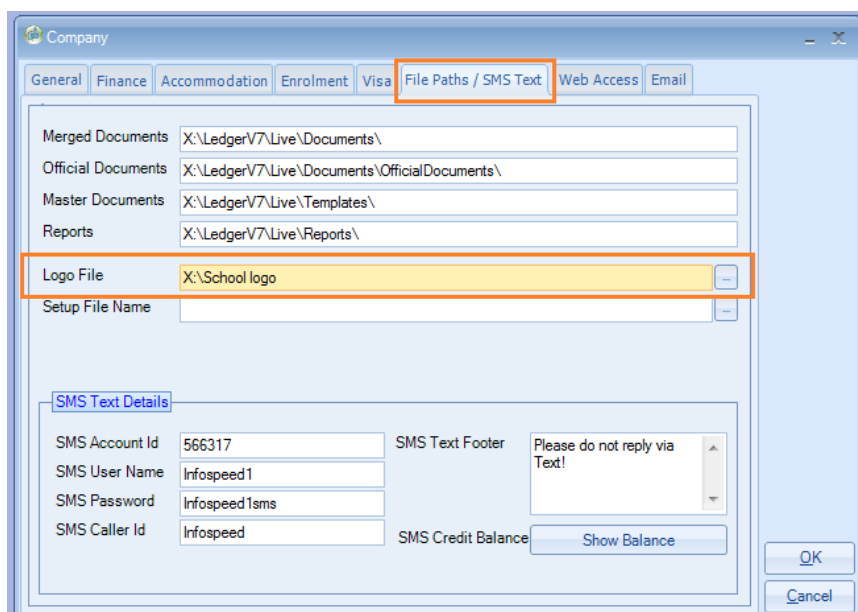 Company
General Finance Accommodation Enrolment Visa File Paths / SMS Text Web Access Email
Merged Documents X:\LedgerV7\Live\Documents\
Official Documents X:\LedgerV7\Live\Documents\OfficialDocuments\
Master Documents X:\LedgerV7\Live\Templates\
Reports X:\LedgerV7\Live\Reports\
Logo File X:\School logo ...
Setup File Name ...
SMS Text Details
SMS Account Id 566317 SMS Text Footer Please do not reply via
Text!
SMS User Name Infospeed1
SMS Password Infospeed1sms
SMS Caller Id Infospeed SMS Credit Balance Show Balance
OK
Cancel